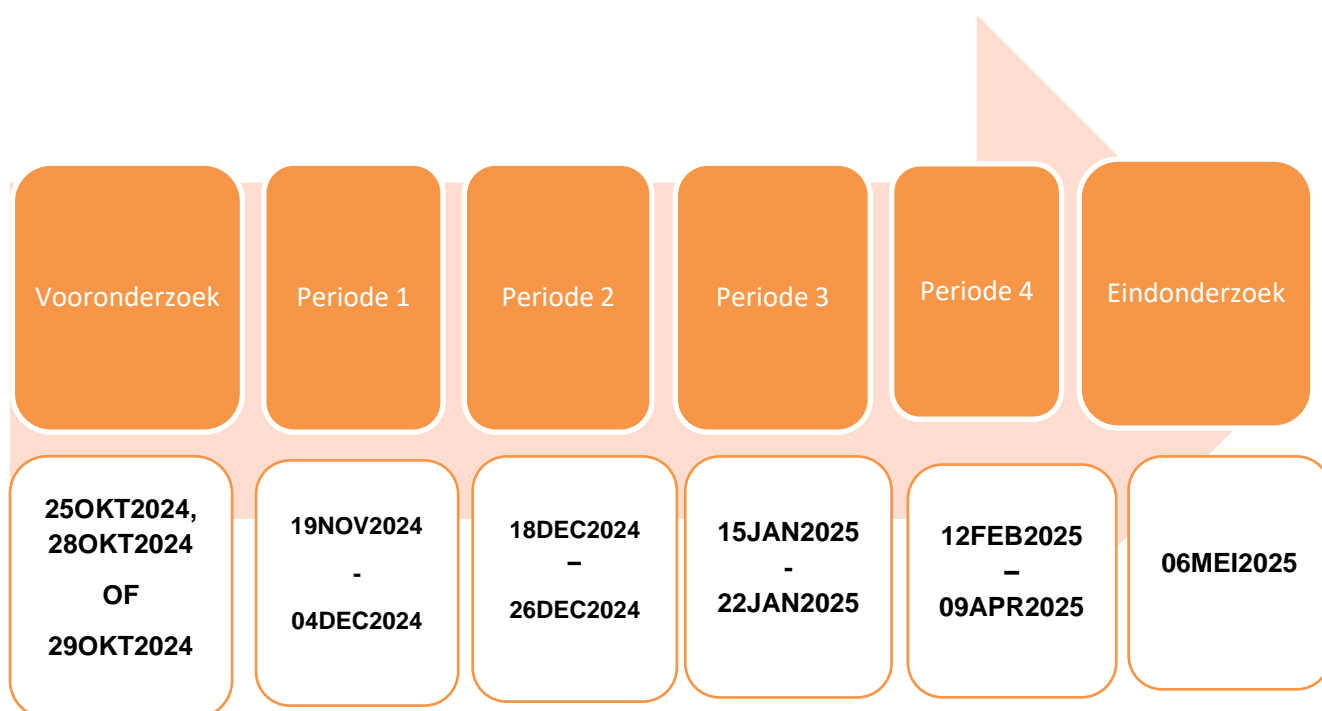 Vooronderzoek
Periode 1
Periode 2
Periode 3
Periode 4
Eindonderzoek
25OKT2024,
28OKT2024
OF
29OKT2024
19NOV2024
-
04DEC2024
18DEC2024
–
26DEC2024
15JAN2025
-
22JAN2025
12FEB2025
–
09APR2025
06MEI2025